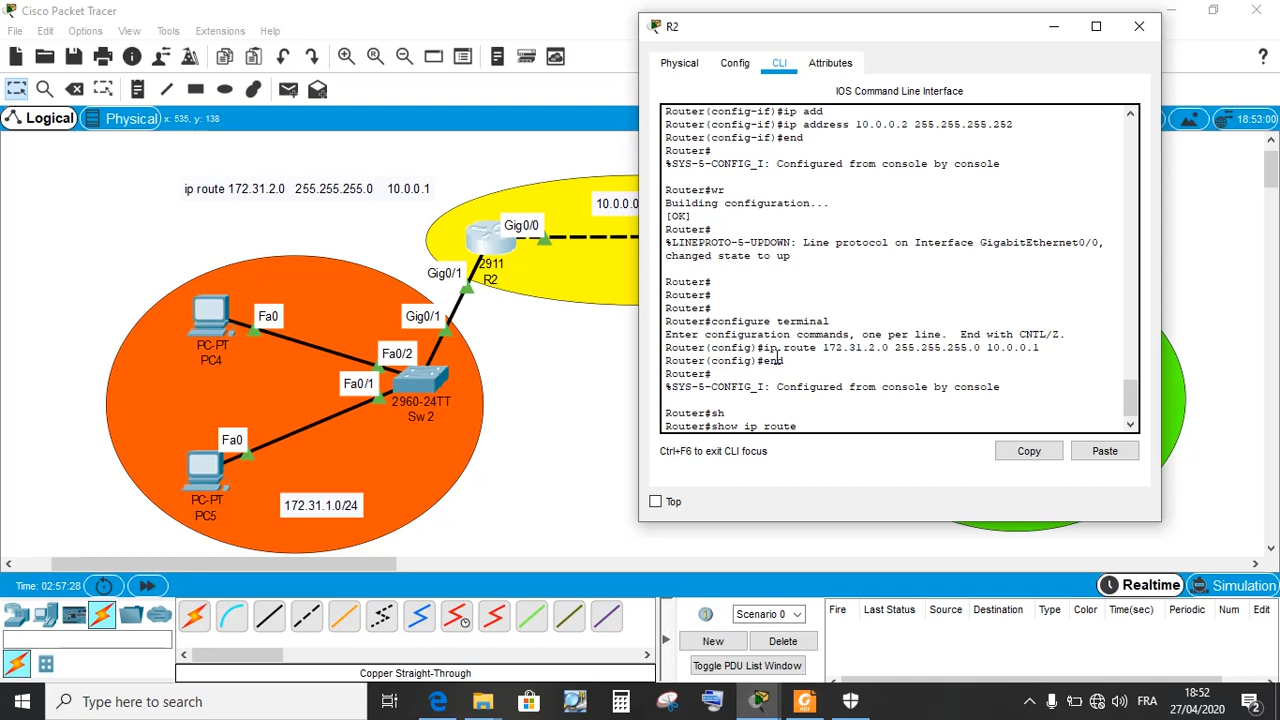 Cisco Packet Tracer
File Edit Options View Tools Extensions Help
Logical Physical x: 535, y: 138
18:53:00
ip route 172.31.2.0 255.255.255.0 10.0.0.1
10.0.0.0
Gig0/0
2911
R2
Gig0/1
Gig0/1
Fa0
PC-PT
PC4
Fa0/2
Fa0/1
2960-24TT
Sw 2
Fa0
PC-PT
PC5
172.31.1.0/24
R2
Physical Config CLI Attributes
IOS Command Line Interface
Router(config-if)#ip add
Router(config-if)#ip address 10.0.0.2 255.255.255.252
Router(config-if)#end
Router#
%SYS-5-CONFIG_I: Configured from console by console
Router#wr
Building configuration...
[OK]
Router#
%LINEPROTO-5-UPDOWN: Line protocol on Interface GigabitEthernet0/0,
changed state to up
Router#
Router#
Router#
Router#configure terminal
Enter configuration commands, one per line. End with CNTL/Z.
Router(config)#ip route 172.31.2.0 255.255.255.0 10.0.0.1
Router(config)#end
Router#
%SYS-5-CONFIG_I: Configured from console by console
Router#sh
Router#show ip route
Ctrl+F6 to exit CLI focus
Copy Paste
Top
Time: 02:57:28
Realtime Simulation
Scenario 0
New Delete
Toggle PDU List Window
Fire Last Status Source Destination Type Color Time(sec) Periodic Num Edit
Copper Straight-Through
Type here to search
FRA
18:52
27/04/2020
2